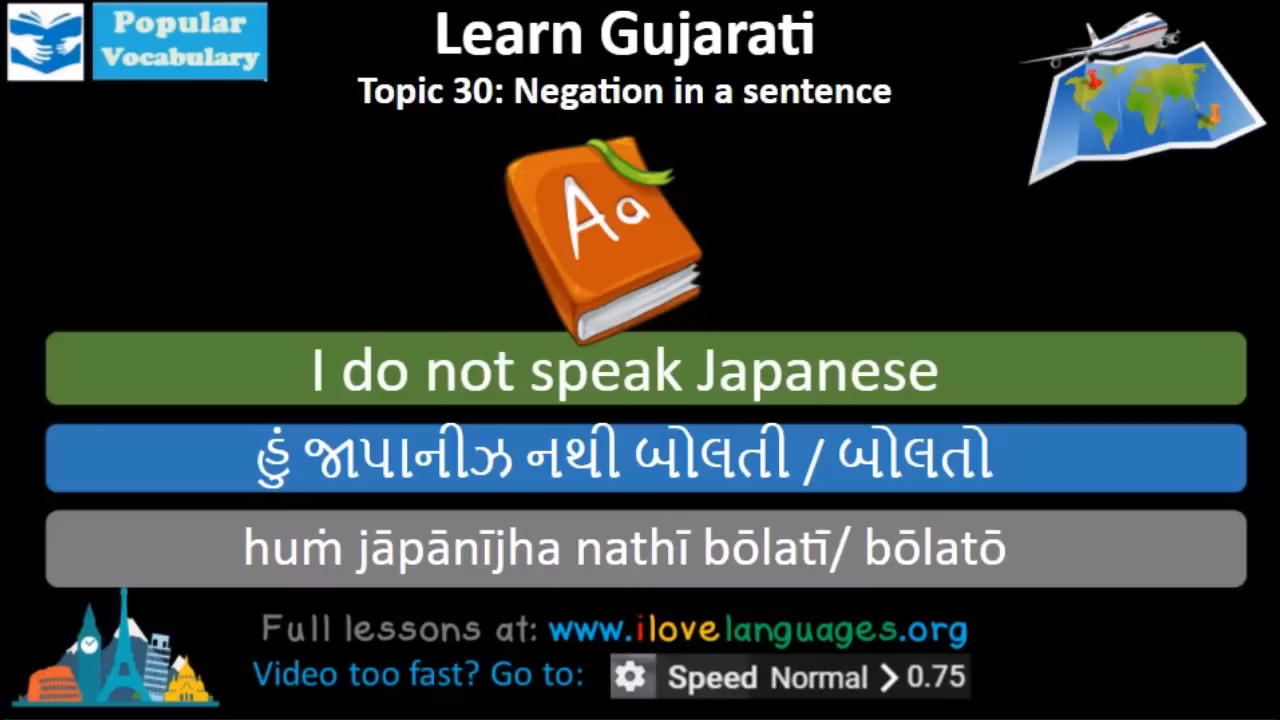 Popular
Vocabulary
Learn Gujarati
Topic 30: Negation in a sentence
Aa
I do not speak Japanese
હું જાપાનીઝ નથી બોલતી / બોલતો
huṁ jāpānījha nathī bōlatī/ bōlatō
Full lessons at: www.ilovelanguages.org
Video too fast? Go to: Speed Normal > 0.75